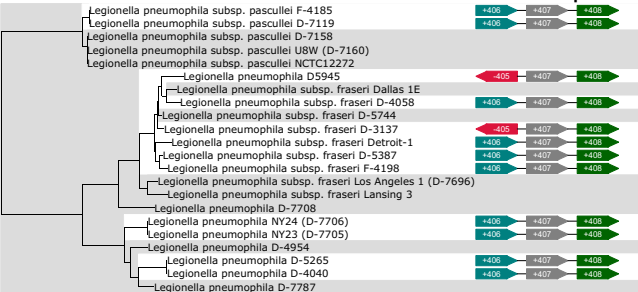 Legionella pneumophila subsp. pascullei F-4185 +406 +407 +408
Legionella pneumophila subsp. pascullei D-7119 +406 +407 +408
Legionella pneumophila subsp. pascullei D-7158
Legionella pneumophila subsp. pascullei U8W (D-7160)
Legionella pneumophila subsp. pascullei NCTC12272
Legionella pneumophila D5945 -405 +407 +408
Legionella pneumophila subsp. fraseri Dallas 1E
Legionella pneumophila subsp. fraseri D-4058 +406 +407 +408
Legionella pneumophila subsp. fraseri D-5744
Legionella pneumophila subsp. fraseri D-3137 -405 +407 +408
Legionella pneumophila subsp. fraseri Detroit-1 +406 +407 +408
Legionella pneumophila subsp. fraseri D-5387 +406 +407 +408
Legionella pneumophila subsp. fraseri F-4198 +406 +407 +408
Legionella pneumophila subsp. fraseri Los Angeles 1 (D-7696)
Legionella pneumophila subsp. fraseri Lansing 3
Legionella pneumophila D-7708
Legionella pneumophila NY24 (D-7706) +406 +407 +408
Legionella pneumophila NY23 (D-7705) +406 +407 +408
Legionella pneumophila D-4954
Legionella pneumophila D-5265 +406 +407 +408
Legionella pneumophila D-4040 +406 +407 +408
Legionella pneumophila D-7787